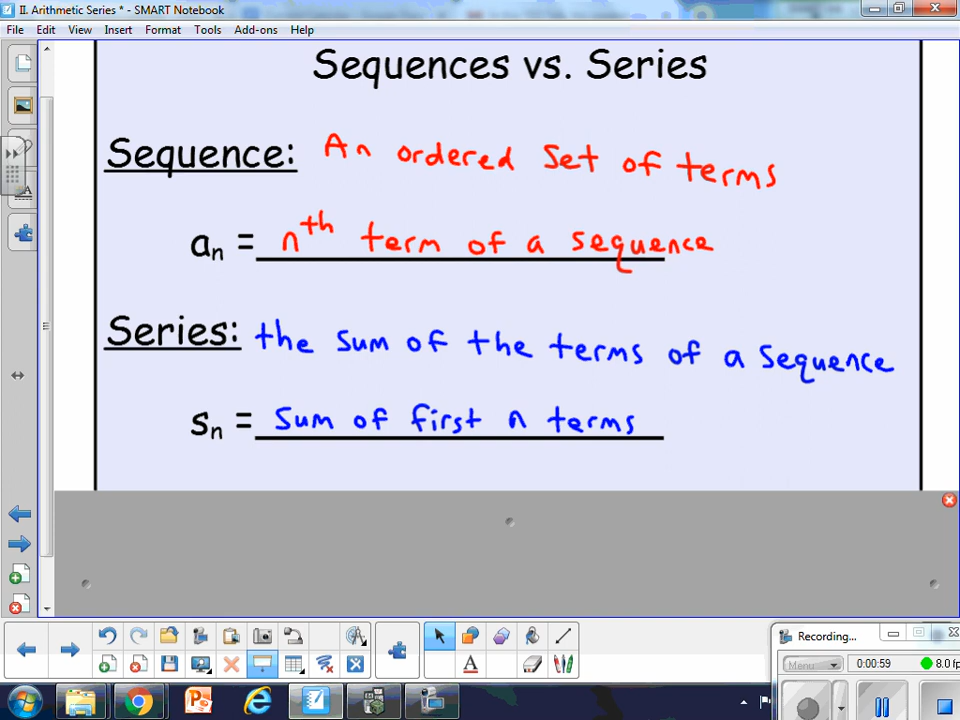 II. Arithmetic Series * - SMART Notebook
File Edit View Insert Format Tools Add-ons Help
Sequences vs. Series
Sequence: An ordered set of terms
an = nth term of a sequence
Series: the sum of the terms of a sequence
sn = sum of first n terms
Recording...
Menu 0:00:59 8.0 fp